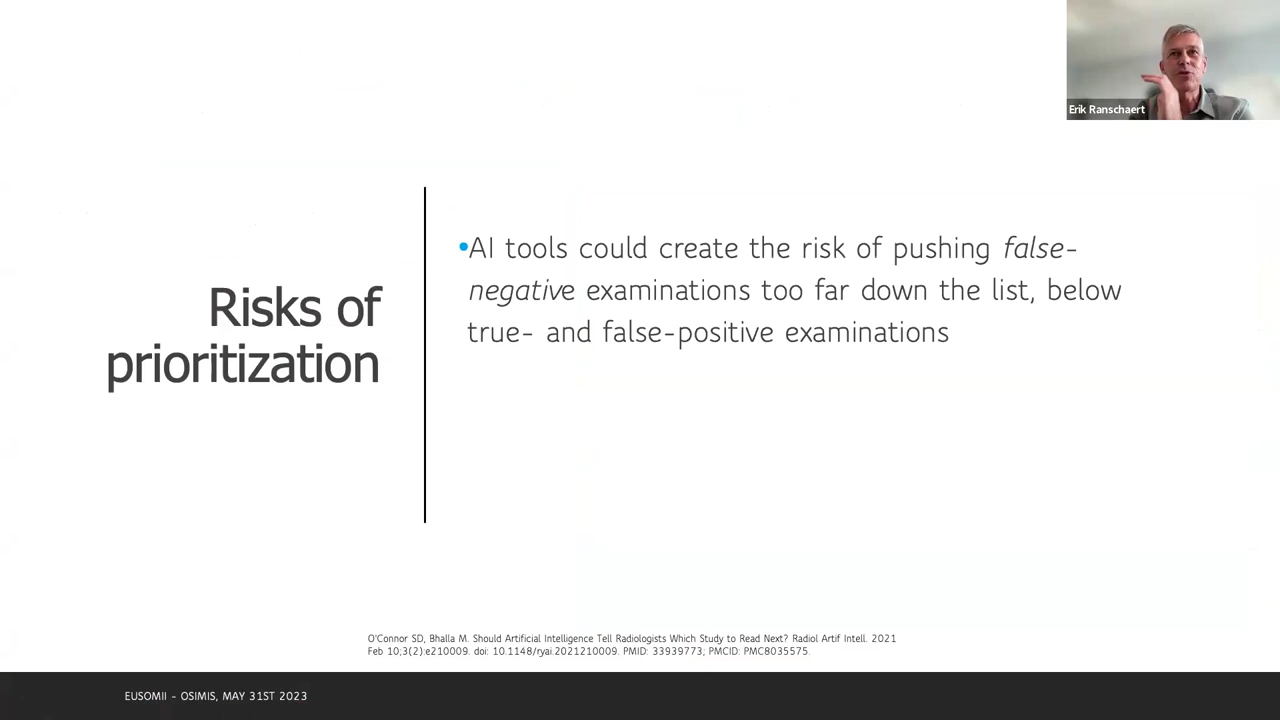 Erik Ranschaert
Risks of
prioritization
•AI tools could create the risk of pushing false-
negative examinations too far down the list, below
true- and false-positive examinations
O'Connor SD, Bhalla M. Should Artificial Intelligence Tell Radiologists Which Study to Read Next? Radiol Artif Intell. 2021
Feb 10;3(2):e210009. doi: 10.1148/ryai.2021210009. PMID: 33939773; PMCID: PMC8035575.
EUSOMII - OSIMIS, MAY 31ST 2023